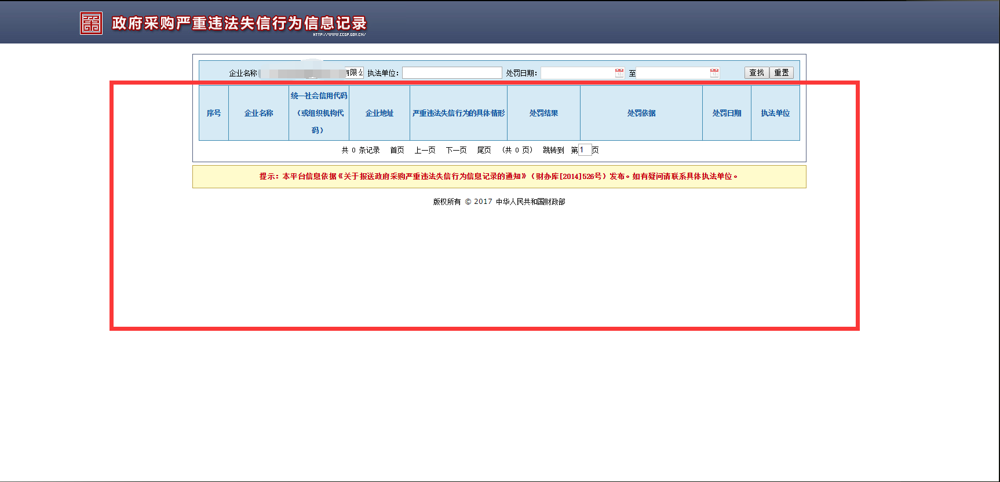 政府采购严重违法失信行为信息记录
HTTP://WWW.CCGP.GOV.CN/
企业名称 有限公 执法单位： 处罚日期： 至 查找 重置
序号 企业名称 统一社会信用代码（或组织机构代码） 企业地址 严重违法失信行为的具体情形 处罚结果 处罚依据 处罚日期 执法单位
共 0 条记录 首页 上一页 下一页 尾页 （共 0 页） 跳转到 第1页
提示：本平台信息依据《关于报送政府采购严重违法失信行为信息记录的通知》（财办库[2014]526号）发布。如有疑问请联系具体执法单位。
版权所有 © 2017 中华人民共和国财政部